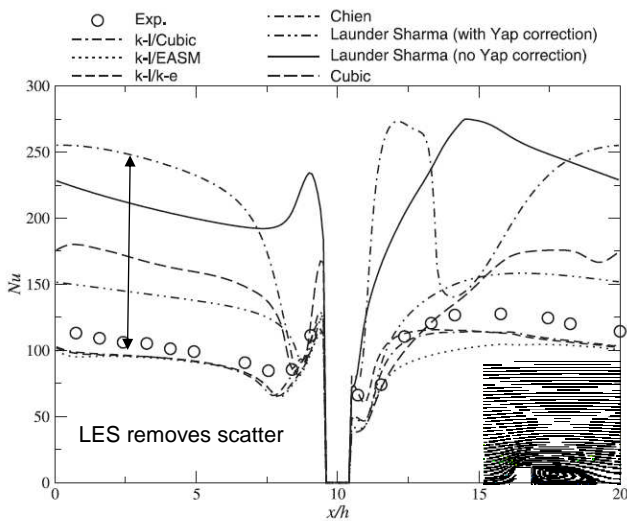 Exp.
k-l/Cubic
k-l/EASM
k-l/k-e
Chien
Launder Sharma (with Yap correction)
Launder Sharma (no Yap correction)
Cubic
300
250
200
150
100
50
0
Nu
LES removes scatter
0
5
10
15
20
x/h